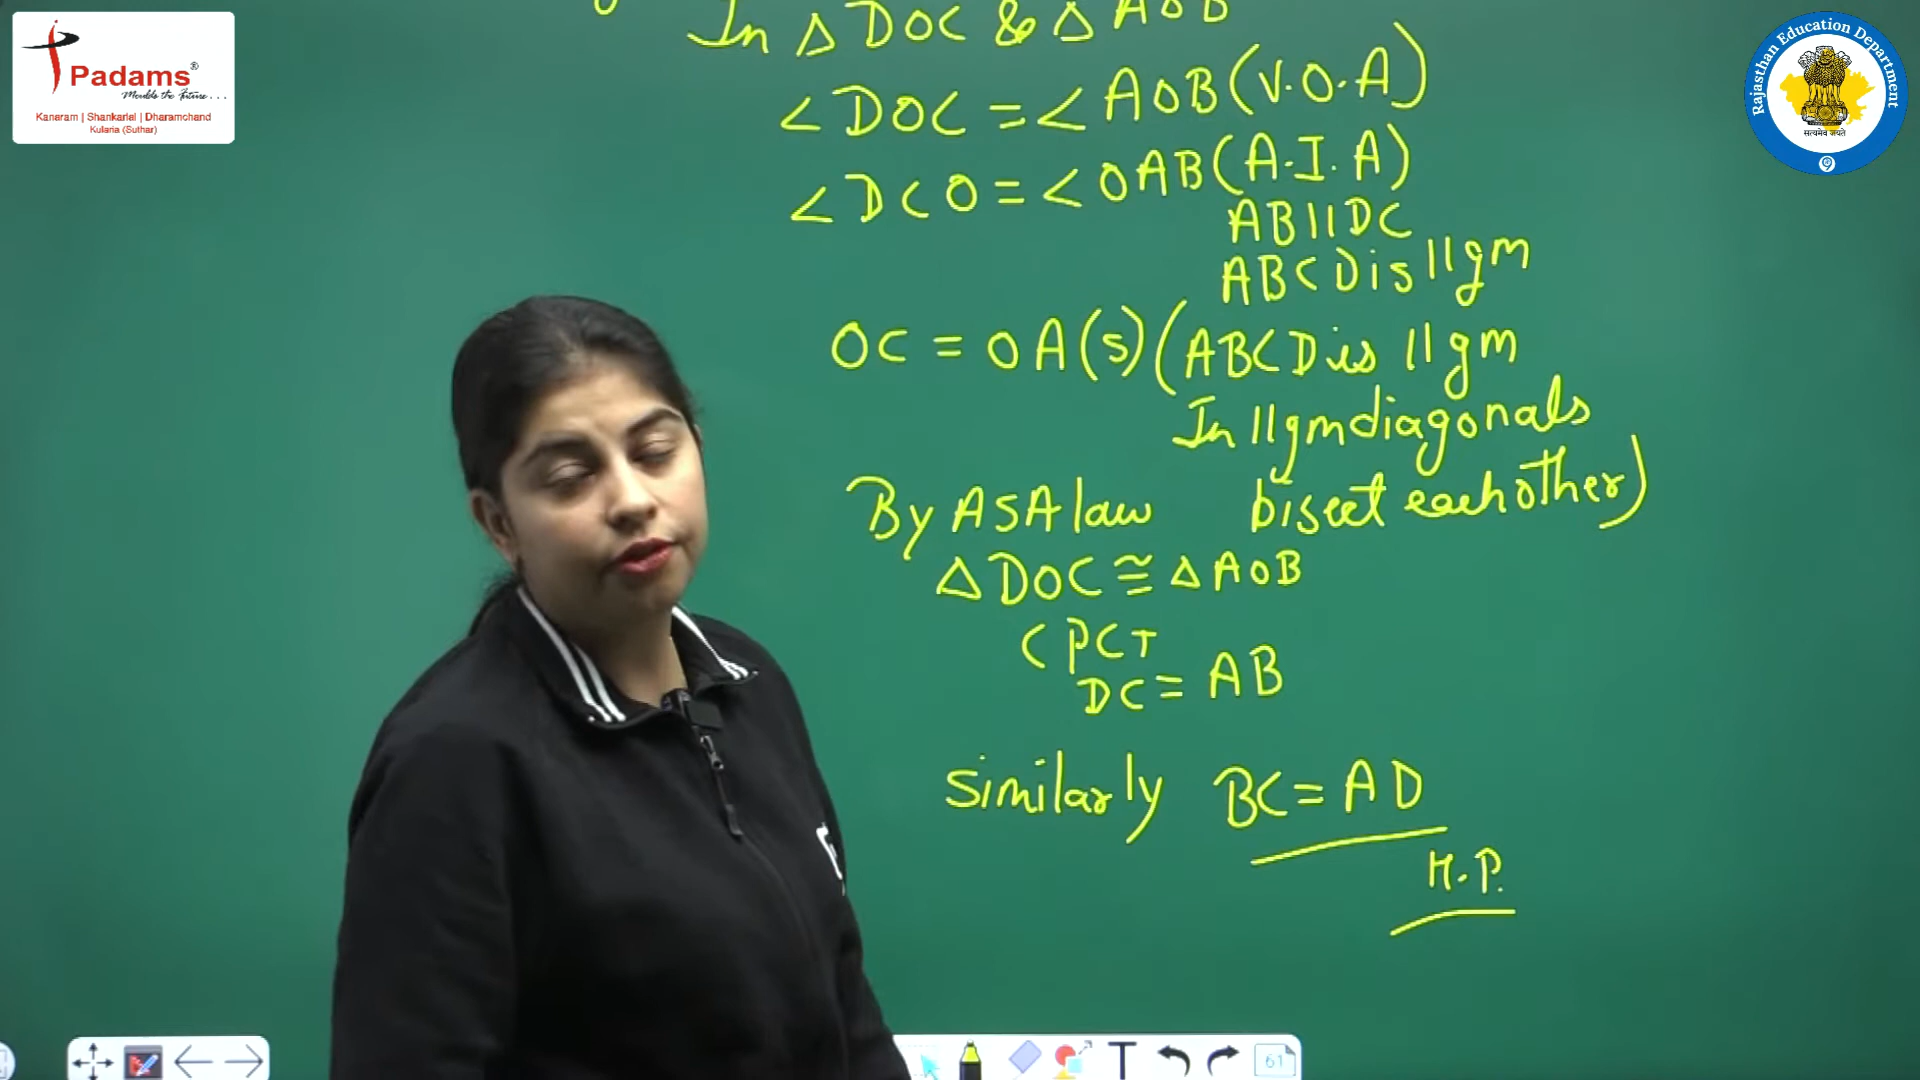 Padams®
Moulds the Future...
Kanaram | Shankarlal | Dharamchand
Kularia (Suthar)
Rajasthan Education Department
सत्यमेव जयते
In △ DOC & △ AOB
<DOC = <AOB (V.O.A)
<DCO = <OAB (A.I.A)
AB||DC
ABCD is ||gm
OC = OA (S) (ABCD is ||gm
In ||gm diagonals
bisect each other)
By ASA law
△DOC ≅ △AOB
CPCT
DC = AB
Similarly BC = AD
H.P.
T
61